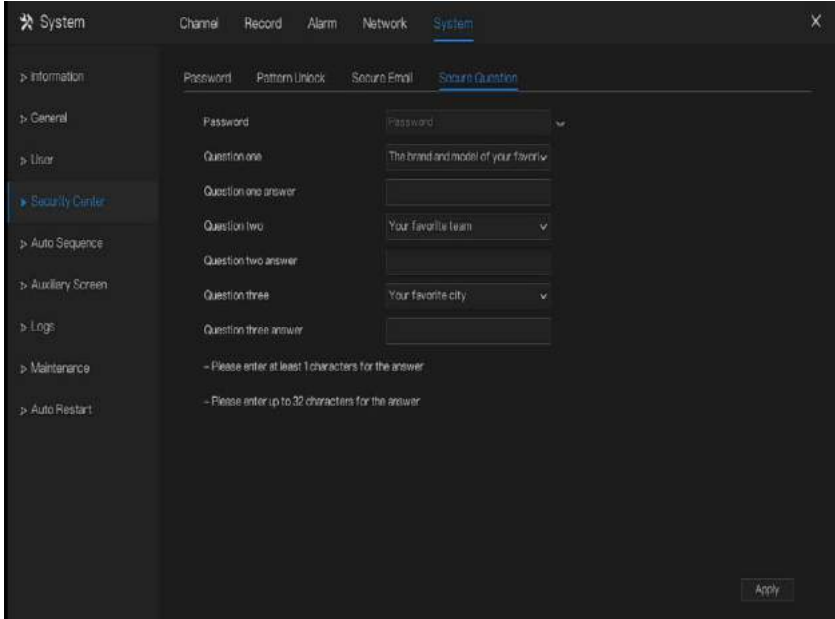 System Channel Record Alarm Network System X
Information
General
User
Security Center
Auto Sequence
Auxiliary Screen
Logs
Maintenance
Auto Restart
Password Pattern Unlock Secure Email Secure Question
Password Password
Question one The brand and model of your favori
Question one answer
Question two Your favorite team
Question two answer
Question three Your favorite city
Question three answer
- Please enter at least 1 characters for the answer
- Please enter up to 32 characters for the answer
Apply